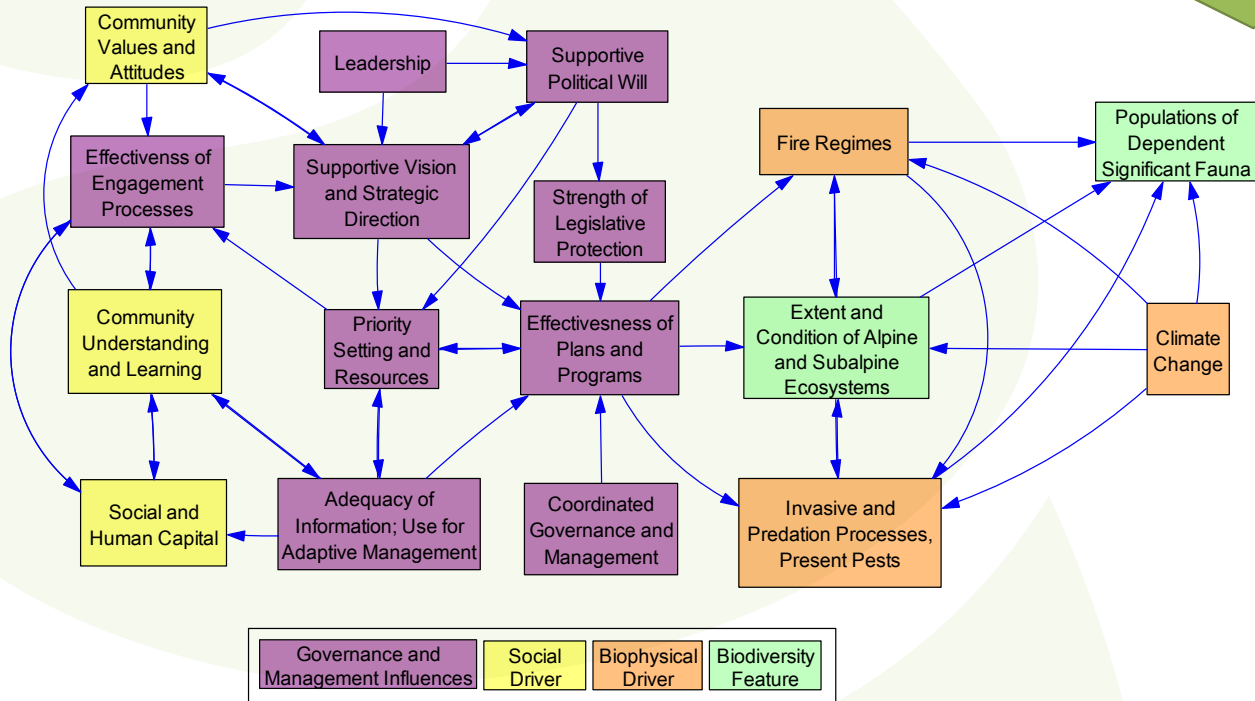 Community
Values and
Attitudes
Leadership
Supportive
Political Will
Effectivenss of
Engagement
Processes
Supportive Vision
and Strategic
Direction
Strength of
Legislative
Protection
Fire Regimes
Populations of
Dependent
Significant Fauna
Community
Understanding
and Learning
Priority
Setting and
Resources
Effectivesness of
Plans and
Programs
Extent and
Condition of Alpine
and Subalpine
Ecosystems
Climate
Change
Social and
Human Capital
Adequacy of
Information; Use for
Adaptive Management
Coordinated
Governance and
Management
Invasive and
Predation Processes,
Present Pests
Governance and
Management Influences
Social
Driver
Biophysical
Driver
Biodiversity
Feature